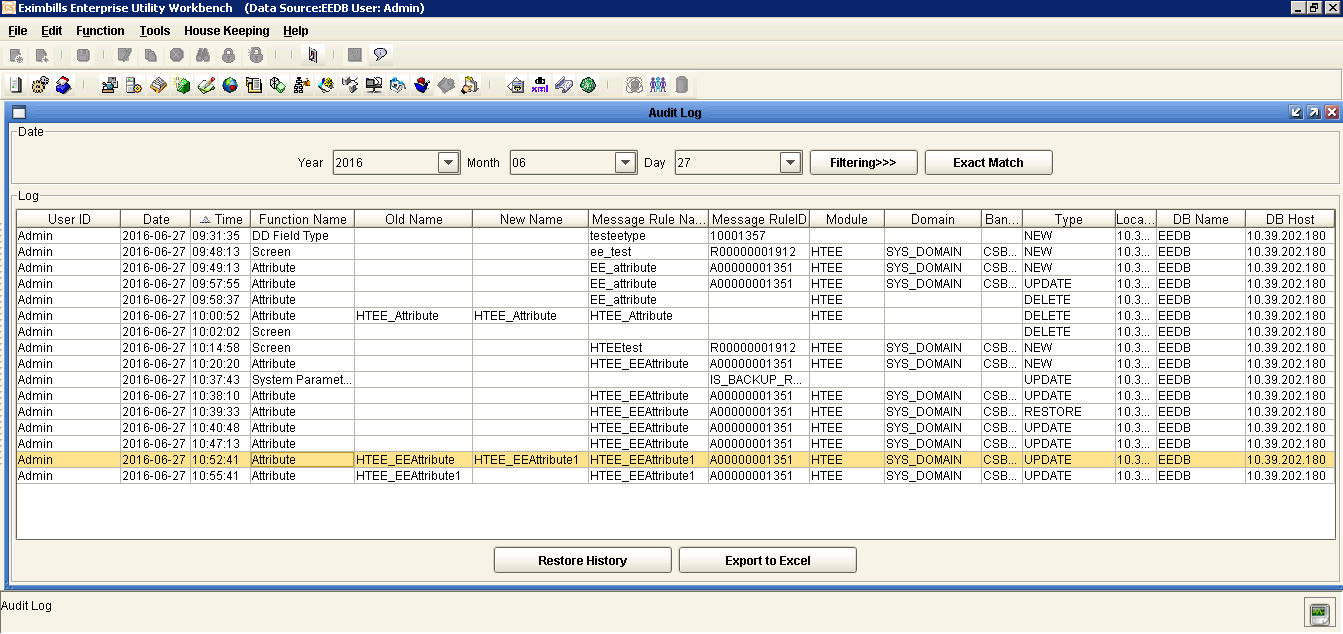 Eximbills Enterprise Utility Workbench (Data Source:EEDB User: Admin)
File Edit Function Tools House Keeping Help
Audit Log
Date
Year 2016 Month 06 Day 27 Filtering>>> Exact Match
Log
User ID Date Time Function Name Old Name New Name Message Rule Na... Message RuleID Module Domain Ban... Type Loca... DB Name DB Host
Admin 2016-06-27 09:31:35 DD Field Type testeetype 10001357 NEW 10.3... EEDB 10.39.202.180
Admin 2016-06-27 09:48:13 Screen ee_test R00000001912 HTEE SYS_DOMAIN CSB... NEW 10.3... EEDB 10.39.202.180
Admin 2016-06-27 09:49:13 Attribute EE_attribute A00000001351 HTEE SYS_DOMAIN CSB... NEW 10.3... EEDB 10.39.202.180
Admin 2016-06-27 09:57:55 Attribute EE_attribute A00000001351 HTEE SYS_DOMAIN CSB... UPDATE 10.3... EEDB 10.39.202.180
Admin 2016-06-27 09:58:37 Attribute EE_attribute HTEE DELETE 10.3... EEDB 10.39.202.180
Admin 2016-06-27 10:00:52 Attribute HTEE_Attribute HTEE_Attribute HTEE_Attribute HTEE DELETE 10.3... EEDB 10.39.202.180
Admin 2016-06-27 10:02:02 Screen DELETE 10.3... EEDB 10.39.202.180
Admin 2016-06-27 10:14:58 Screen HTEEtest R00000001912 HTEE SYS_DOMAIN CSB... NEW 10.3... EEDB 10.39.202.180
Admin 2016-06-27 10:20:20 Attribute HTEE_EEAttribute A00000001351 HTEE SYS_DOMAIN CSB... NEW 10.3... EEDB 10.39.202.180
Admin 2016-06-27 10:37:43 System Paramet... IS_BACKUP_R... UPDATE 10.3... EEDB 10.39.202.180
Admin 2016-06-27 10:38:10 Attribute HTEE_EEAttribute A00000001351 HTEE SYS_DOMAIN CSB... UPDATE 10.3... EEDB 10.39.202.180
Admin 2016-06-27 10:39:33 Attribute HTEE_EEAttribute A00000001351 HTEE SYS_DOMAIN CSB... RESTORE 10.3... EEDB 10.39.202.180
Admin 2016-06-27 10:40:48 Attribute HTEE_EEAttribute A00000001351 HTEE SYS_DOMAIN CSB... UPDATE 10.3... EEDB 10.39.202.180
Admin 2016-06-27 10:47:13 Attribute HTEE_EEAttribute A00000001351 HTEE SYS_DOMAIN CSB... UPDATE 10.3... EEDB 10.39.202.180
Admin 2016-06-27 10:52:41 Attribute HTEE_EEAttribute HTEE_EEAttribute1 HTEE_EEAttribute1 A00000001351 HTEE SYS_DOMAIN CSB... UPDATE 10.3... EEDB 10.39.202.180
Admin 2016-06-27 10:55:41 Attribute HTEE_EEAttribute1 HTEE_EEAttribute1 A00000001351 HTEE SYS_DOMAIN CSB... UPDATE 10.3... EEDB 10.39.202.180
Restore History Export to Excel
Audit Log